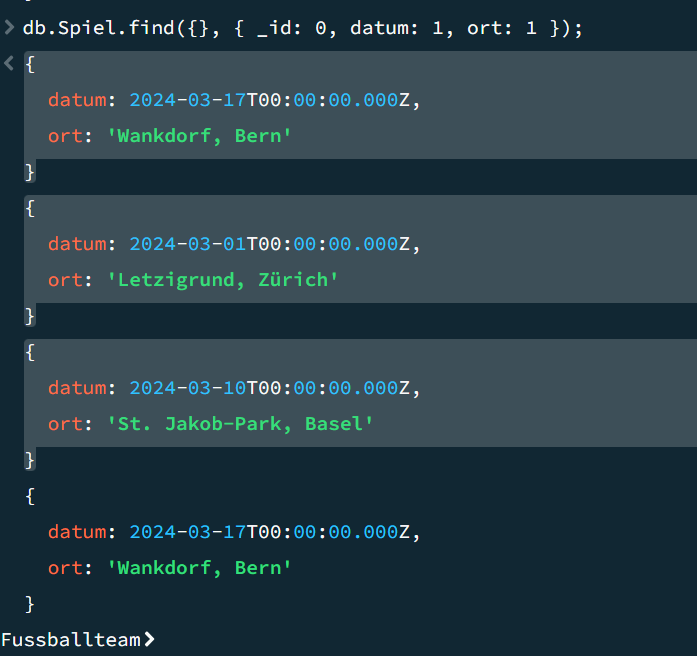 > db.Spiel.find({}, { _id: 0, datum: 1, ort: 1 });
< {
datum: 2024-03-17T00:00:00.000Z,
ort: 'Wankdorf, Bern'
}
{
datum: 2024-03-01T00:00:00.000Z,
ort: 'Letzigrund, Zürich'
}
{
datum: 2024-03-10T00:00:00.000Z,
ort: 'St. Jakob-Park, Basel'
}
{
datum: 2024-03-17T00:00:00.000Z,
ort: 'Wankdorf, Bern'
}
Fussballteam>